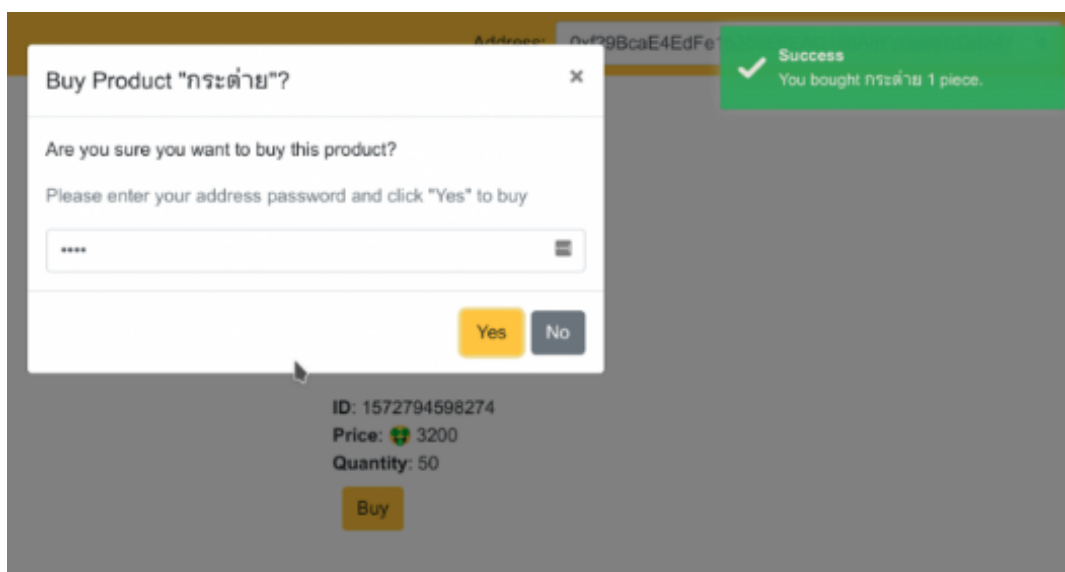 Address: 0xf29BcaE4EdFe1
Success
You bought กระต่าย 1 piece.
Buy Product "กระต่าย"?
×
Are you sure you want to buy this product?
Please enter your address password and click "Yes" to buy
••••
Yes No
ID: 1572794598274
Price: 3200
Quantity: 50
Buy